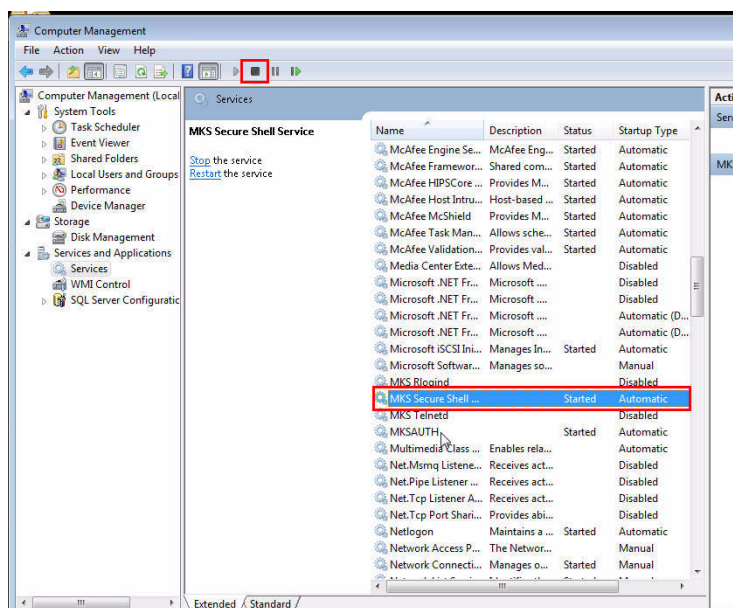 Computer Management
File Action View Help
Computer Management (Local
System Tools
Task Scheduler
Event Viewer
Shared Folders
Local Users and Groups
Performance
Device Manager
Storage
Disk Management
Services and Applications
Services
WMI Control
SQL Server Configuratic
Services
MKS Secure Shell Service
Stop the service
Restart the service
Name Description Status Startup Type
McAfee Engine Se... McAfee Eng... Started Automatic
McAfee Framewor... Shared com... Started Automatic
McAfee HIPSCore ... Provides M... Started Automatic
McAfee Host Intru... Host-based ... Started Automatic
McAfee McShield Provides M... Started Automatic
McAfee Task Man... Allows sche... Started Automatic
McAfee Validation... Provides val... Started Automatic
Media Center Exte... Allows Med... Disabled
Microsoft .NET Fr... Microsoft .... Disabled
Microsoft .NET Fr... Microsoft .... Disabled
Microsoft .NET Fr... Microsoft .... Automatic (D...
Microsoft .NET Fr... Microsoft .... Automatic (D...
Microsoft iSCSI Ini... Manages In... Started Automatic
Microsoft Softwar... Manages so... Manual
MKS Rlogind Disabled
MKS Secure Shell ... Started Automatic
MKS Telnetd Disabled
MKSAUTH Started Automatic
Multimedia Class ... Enables rela... Automatic
Net.Msmq Listene... Receives act... Disabled
Net.Pipe Listener ... Receives act... Disabled
Net.Tcp Listener A... Receives act... Disabled
Net.Tcp Port Shari... Provides abi... Disabled
Netlogon Maintains a ... Started Automatic
Network Access P... The Networ... Manual
Network Connecti... Manages o... Started Manual
Extended Standard
Acti
Ser
MK